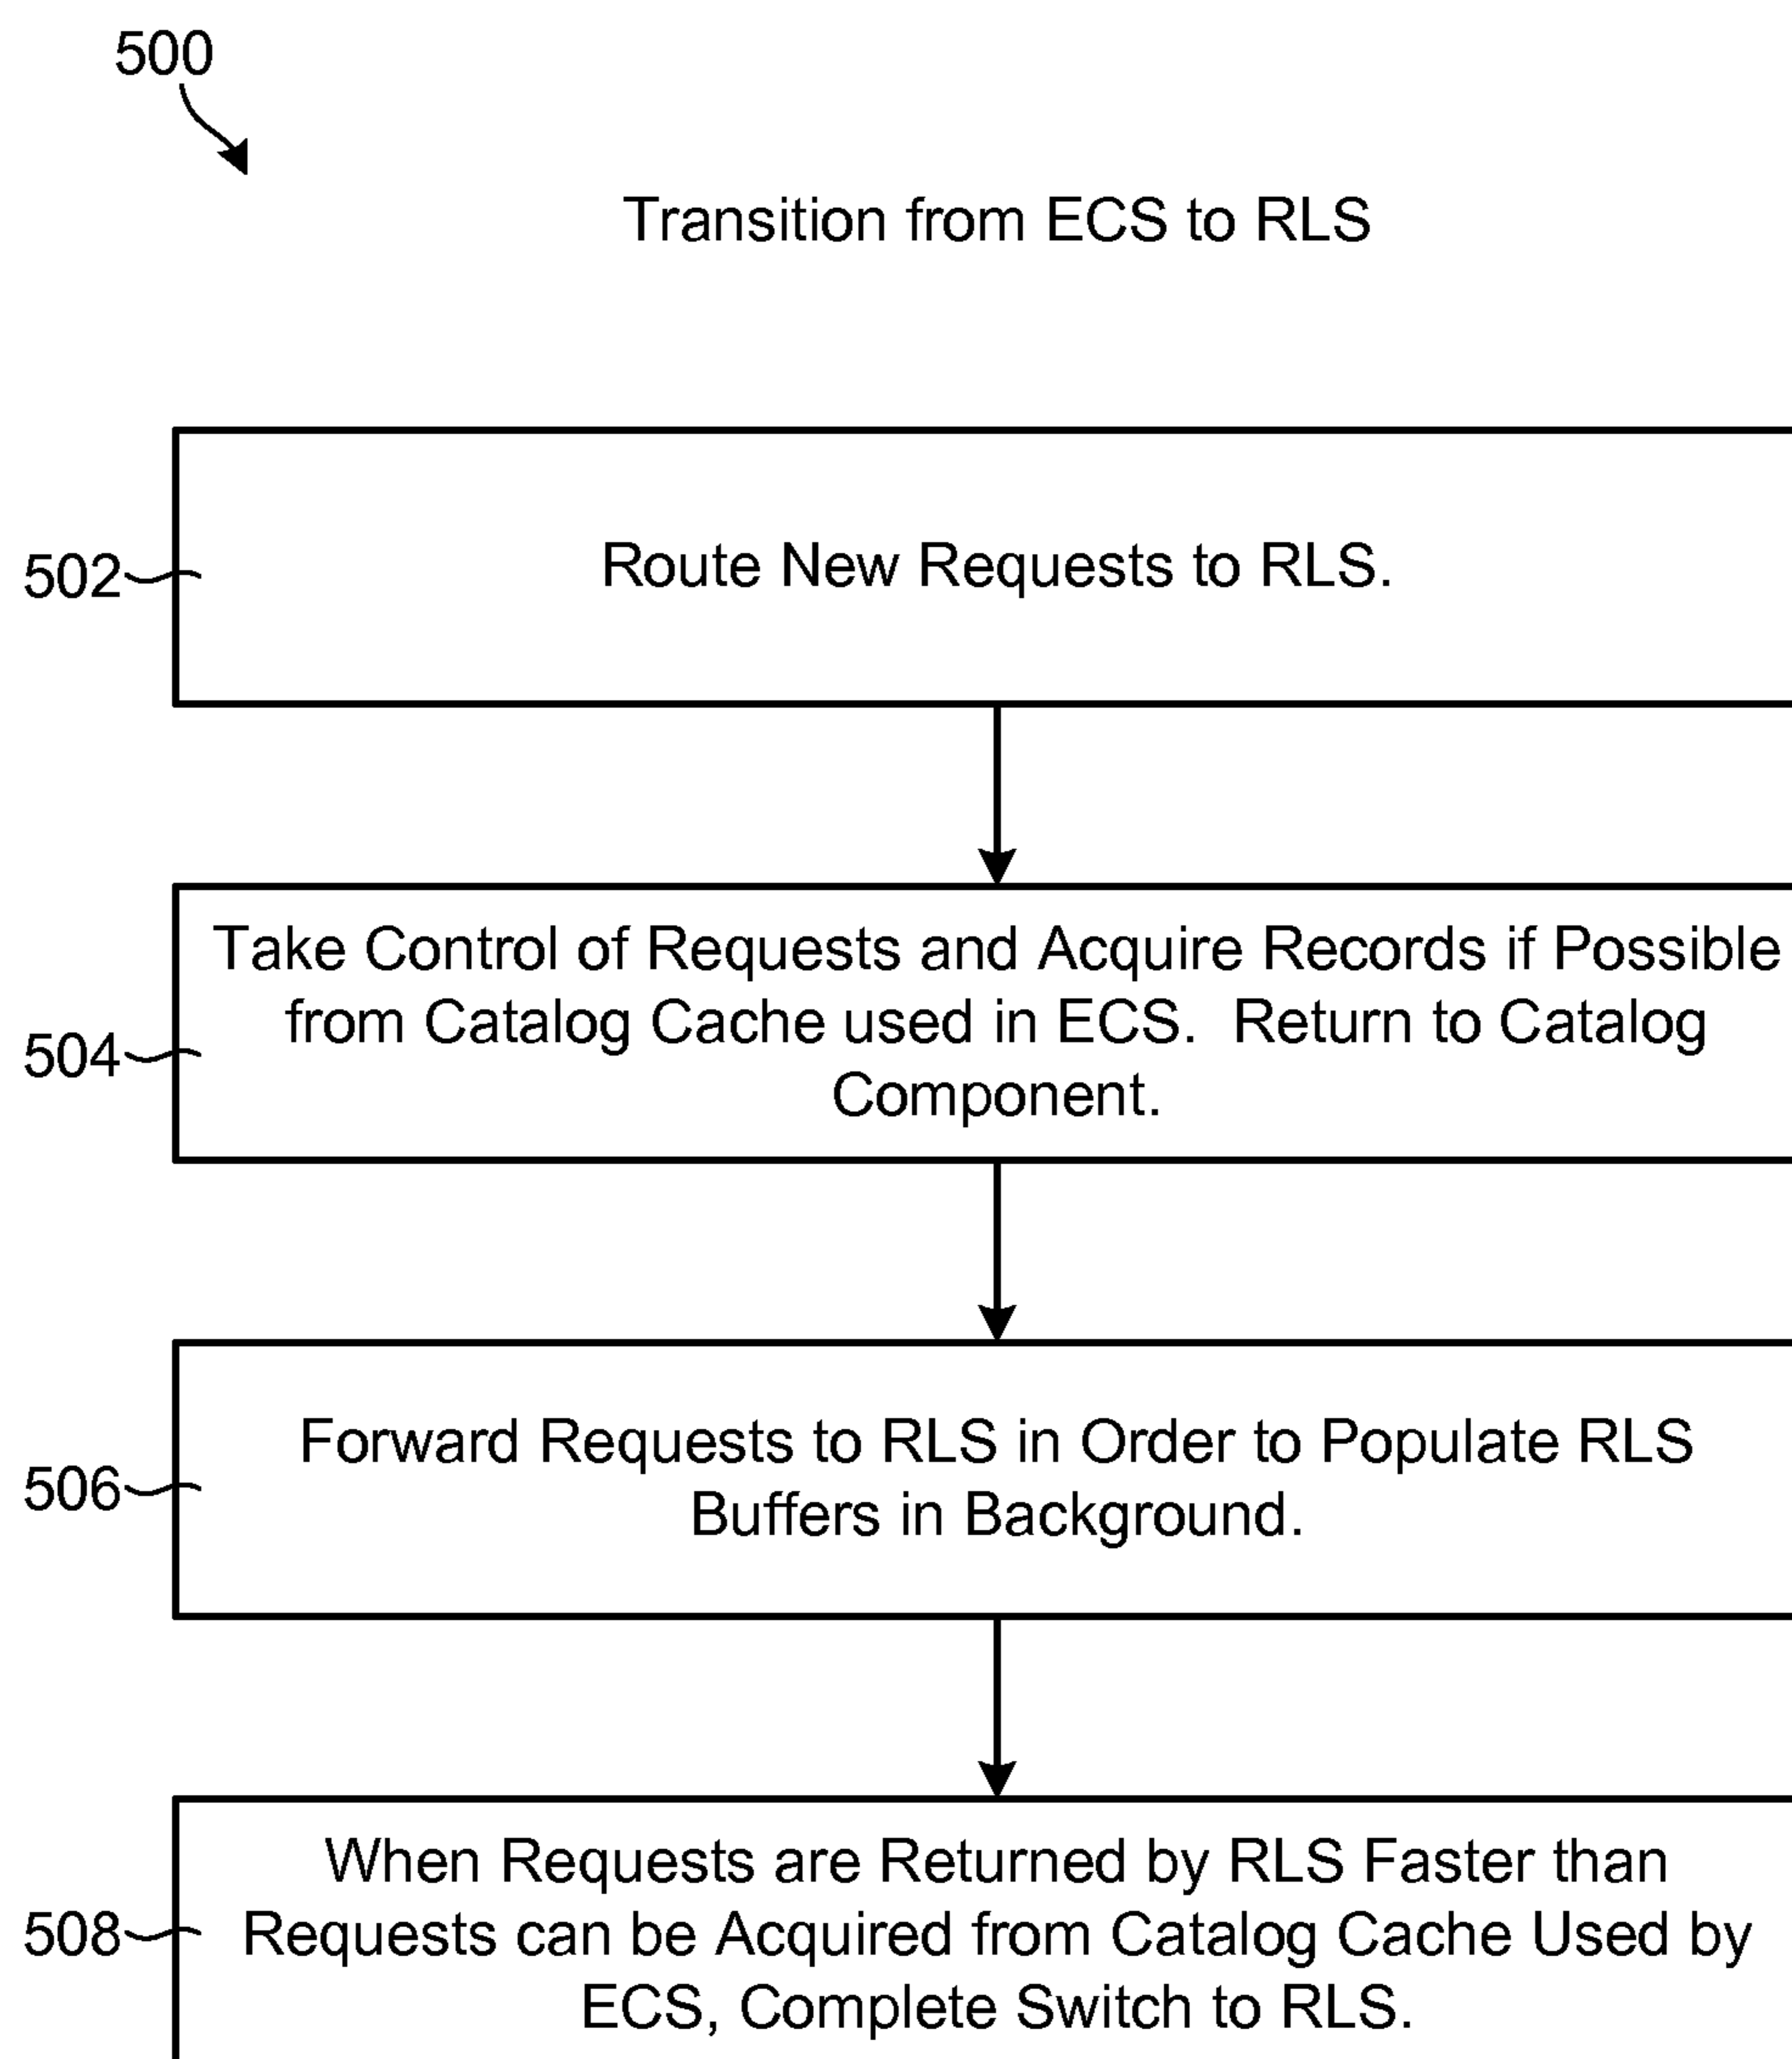 500
Transition from ECS to RLS
502
Route New Requests to RLS.
504
Take Control of Requests and Acquire Records if Possible
from Catalog Cache used in ECS. Return to Catalog
Component.
506
Forward Requests to RLS in Order to Populate RLS
Buffers in Background.
508
When Requests are Returned by RLS Faster than
Requests can be Acquired from Catalog Cache Used by
ECS, Complete Switch to RLS.